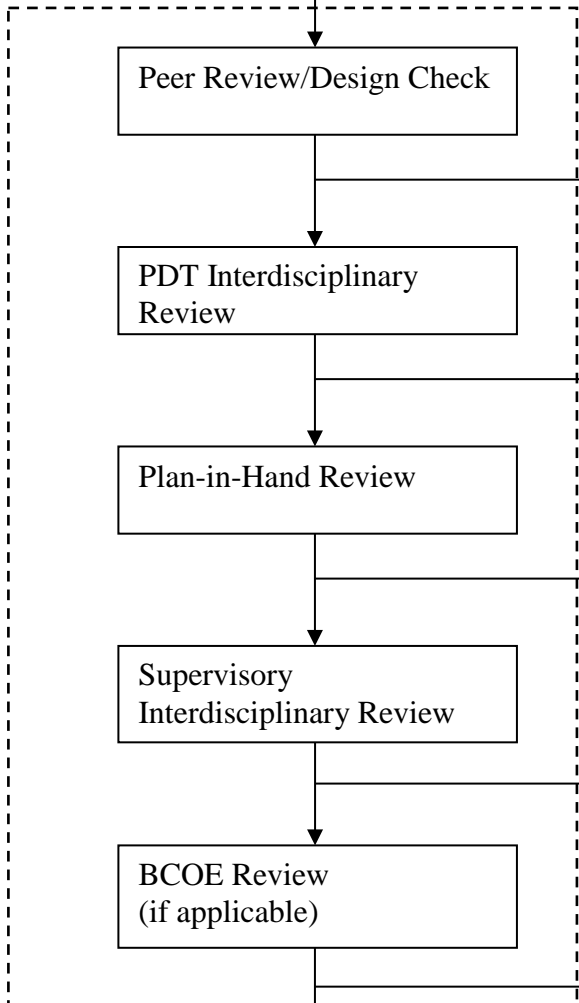 Peer Review/Design Check
PDT Interdisciplinary
Review
Plan-in-Hand Review
Supervisory
Interdisciplinary Review
BCOE Review
(if applicable)